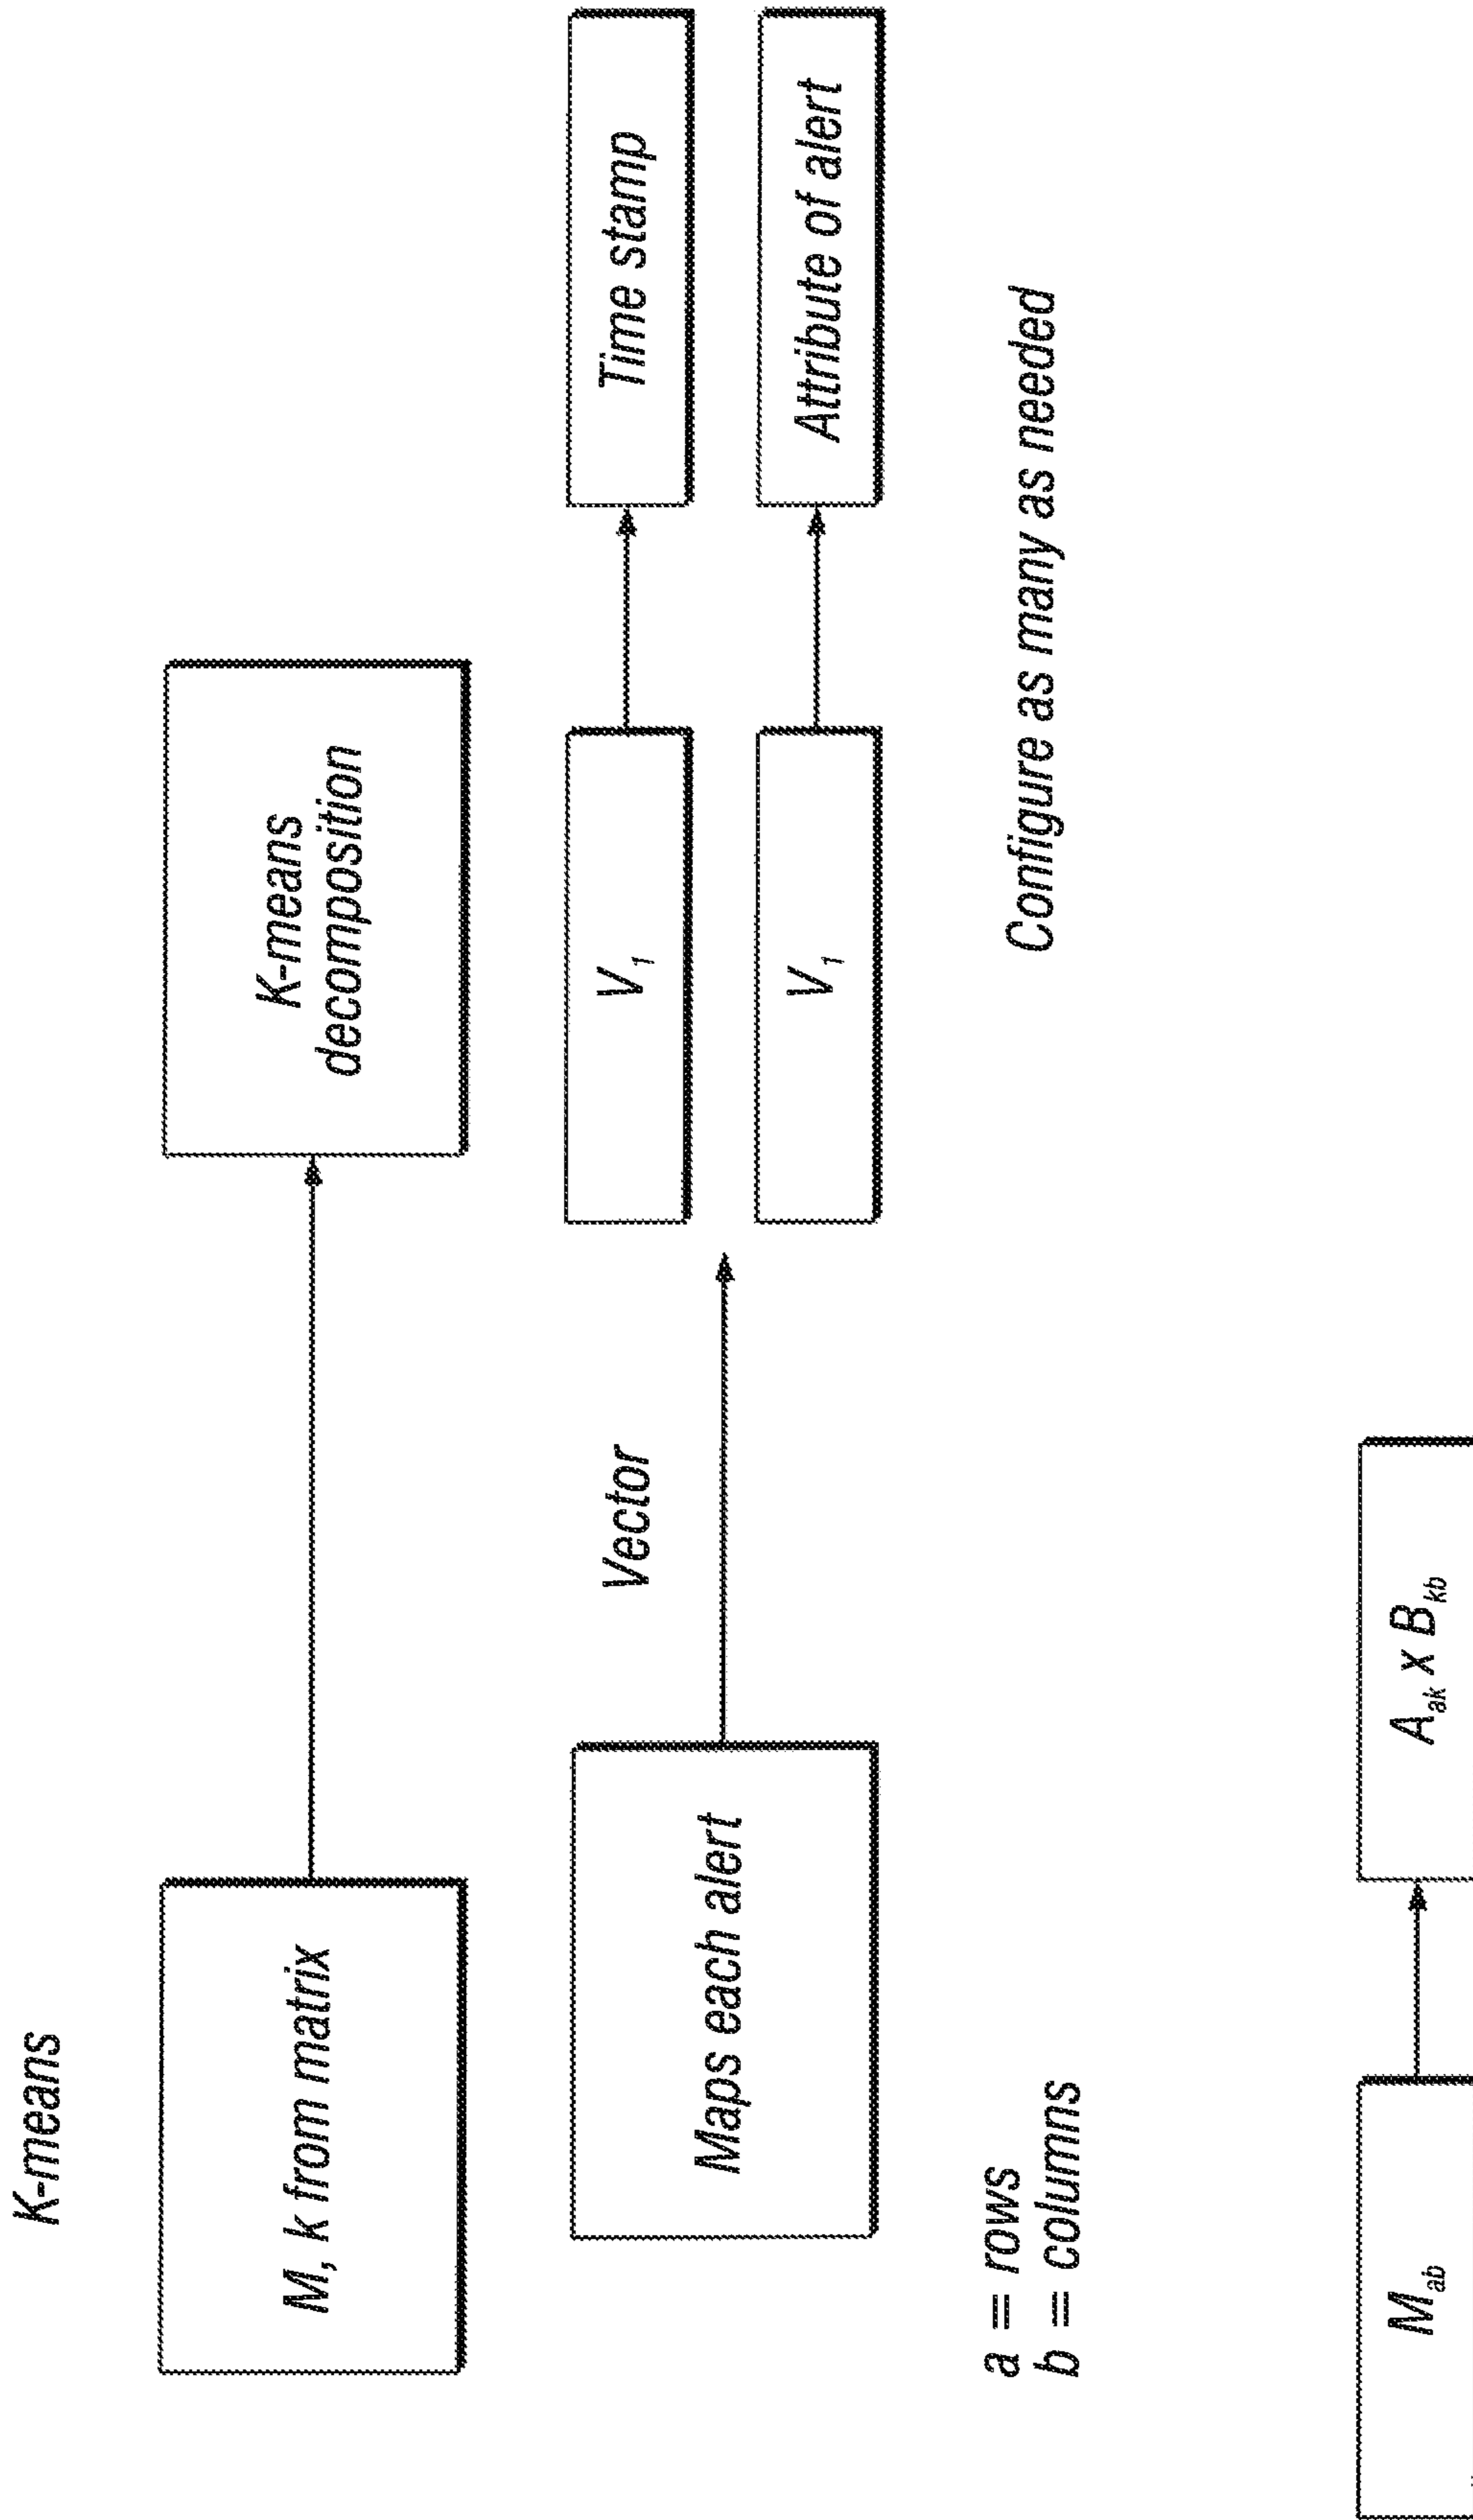 K-means
M, k from matrix
K-means
decomposition
Maps each alert
Vector
V₁
Time stamp
V₁
Attribute of alert
a = rows
b = columns
Configure as many as needed
Mₐb
Aₐₖ x Bₖb